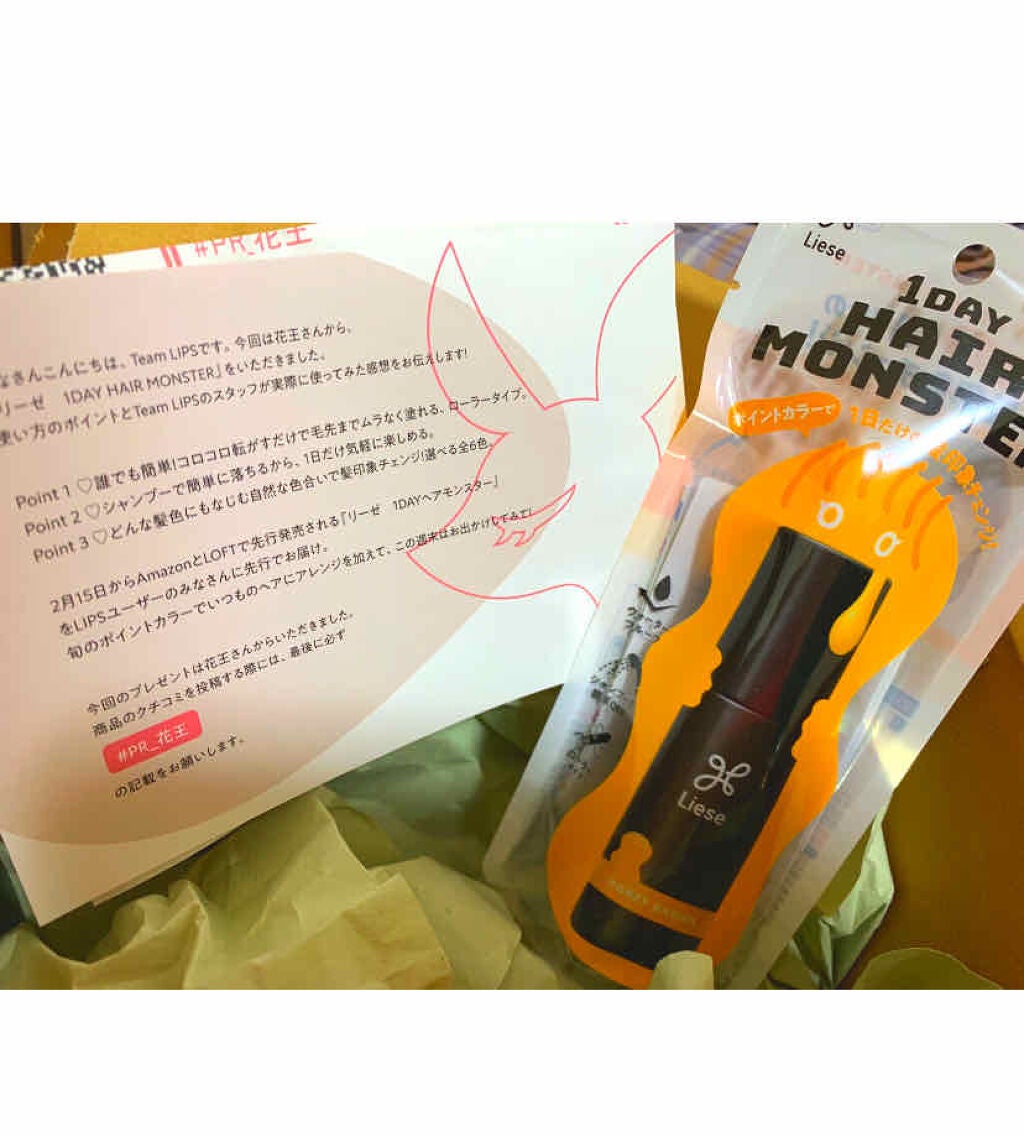 #PR_花王
なさんこんにちは、Team LIPSです。今回は花王さんから、
リーゼ 1DAY HAIR MONSTER」をいただきました。
使い方のポイントとTeam LIPSのスタッフが実際に使ってみた感想をお伝えします!
Point 1 ♡誰でも簡単!コロコロ転がすだけで毛先までムラなく塗れる、ローラータイプ。
Point 2 ♡シャンプーで簡単に落ちるから、1日だけ気軽に楽しめる。
Point 3 ♡どんな髪色にもなじむ自然な色合いで髪印象チェンジ!選べる全6色。
2月15日からAmazonとLOFTで先行発売される「リーゼ 1DAYヘアモンスター」
をLIPSユーザーのみなさんに先行でお届け。
旬のポイントカラーでいつものヘアにアレンジを加えて、この週末はお出かけしてみて!
今回のプレゼントは花王さんからいただきました。
商品のクチコミを投稿する際には、最後に必ず
#PR_花王
の記載をお願いします。
Liese
1DAY
HAIR
MONSTE
ポイントカラーで
1日だけの 印象チェンジ!
Liese